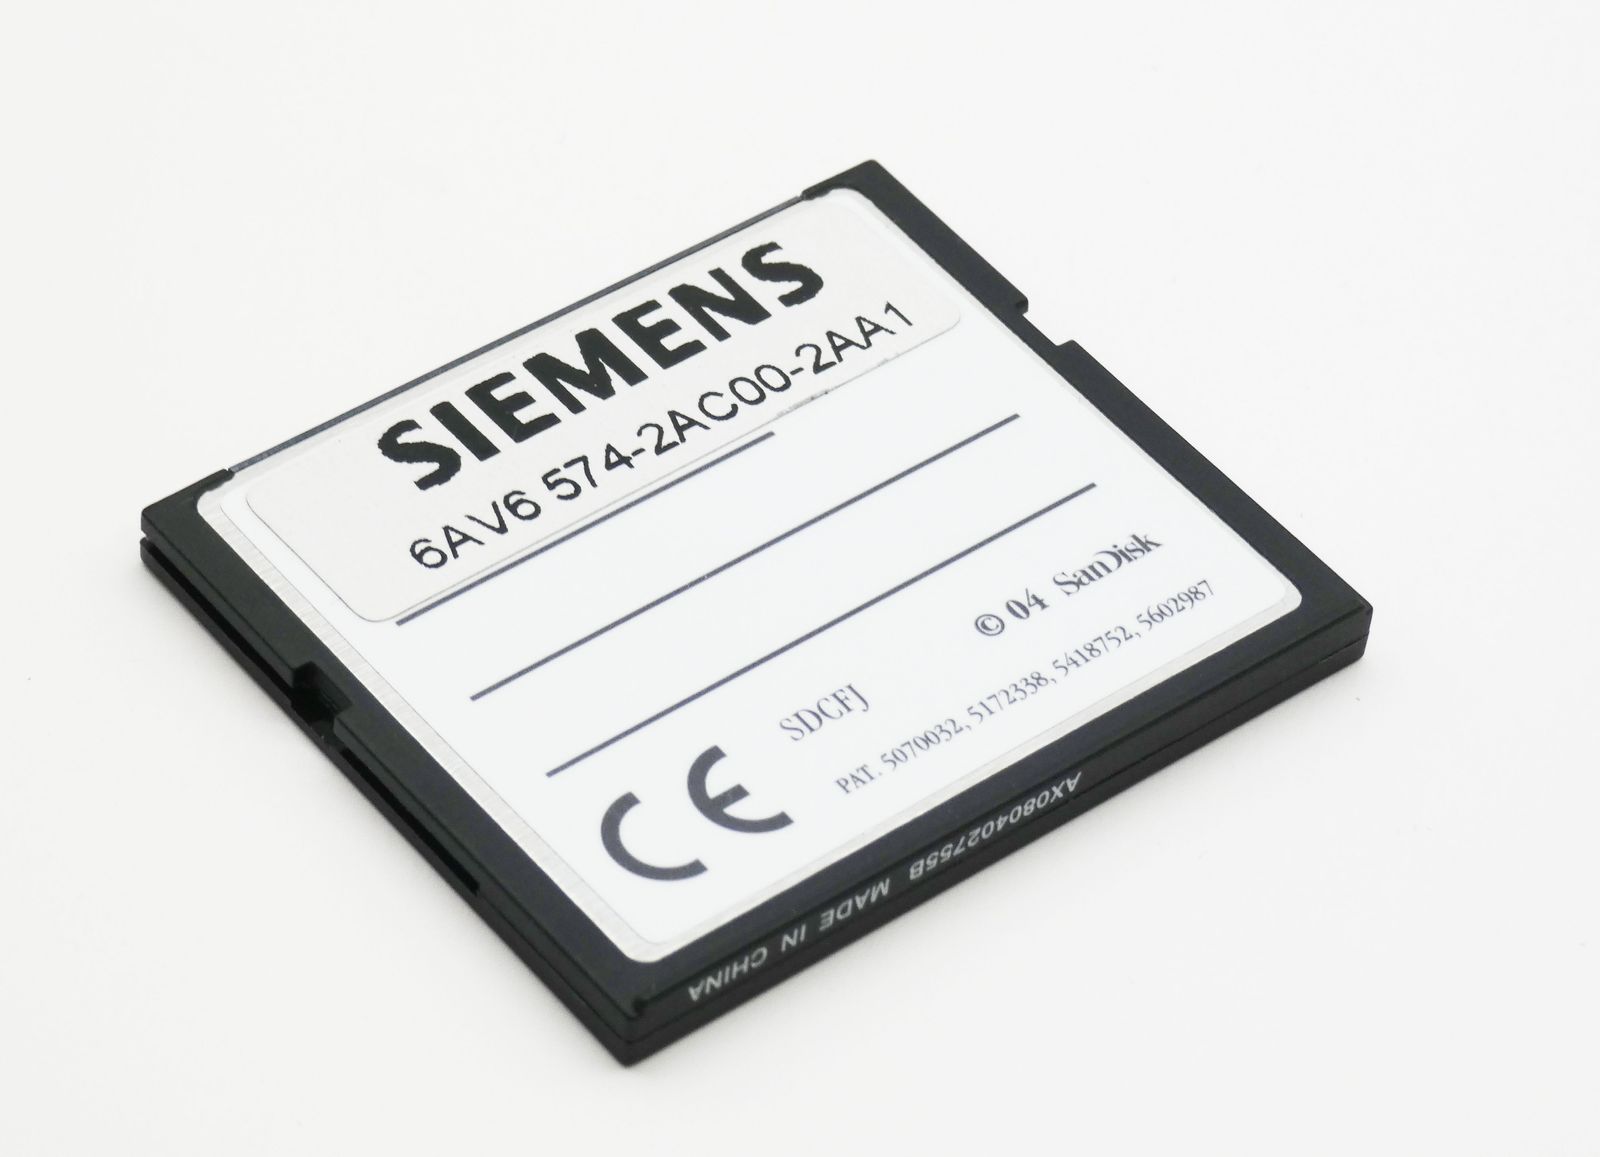 SIEMENS
6AV6 574-2AC00-2AA1
SDCFJ © 04 SanDisk
PAT. 5070032, 5172338, 5418752, 5602987
CE
AX080402755B MADE IN CHINA